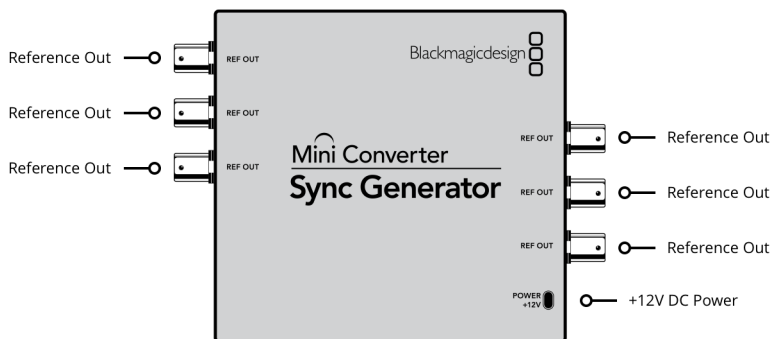 Reference Out
REF OUT
Blackmagicdesign
Reference Out
REF OUT
Reference Out
REF OUT
Mini Converter
Sync Generator
REF OUT
Reference Out
REF OUT
Reference Out
REF OUT
Reference Out
POWER
+12V
+12V DC Power